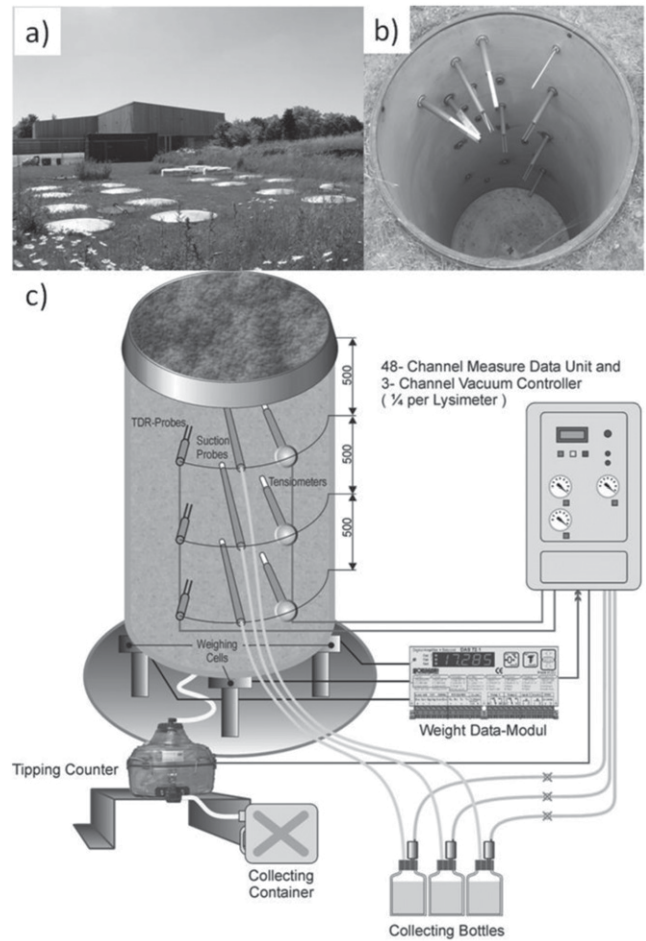 a)
b)
c)
48- Channel Measure Data Unit and
3- Channel Vacuum Controller
( ¼ per Lysimeter )
500
TDR-Probes
Suction
Probes
500
Tensiometers
500
Weighing
Cells
17285
Weight Data-Modul
Tipping Counter
Collecting
Container
Collecting Bottles